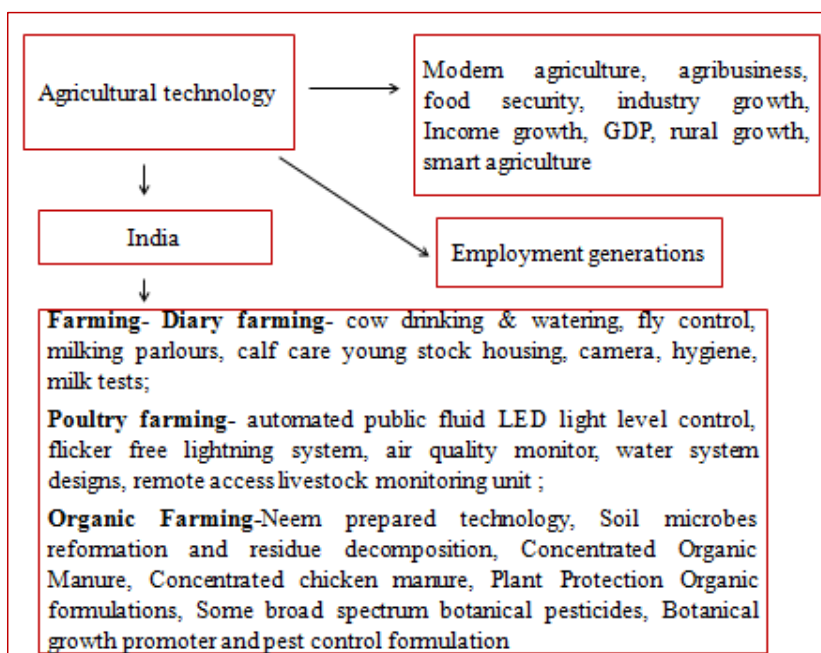 Agricultural technology
Modern agriculture, agribusiness,
food security, industry growth,
Income growth, GDP, rural growth,
smart agriculture
India
Employment generations
Farming- Diary farming- cow drinking & watering, fly control,
milking parlours, calf care young stock housing, camera, hygiene,
milk tests;
Poultry farming- automated public fluid LED light level control,
flicker free lightning system, air quality monitor, water system
designs, remote access livestock monitoring unit ;
Organic Farming-Neem prepared technology, Soil microbes
reformation and residue decomposition, Concentrated Organic
Manure, Concentrated chicken manure, Plant Protection Organic
formulations, Some broad spectrum botanical pesticides, Botanical
growth promoter and pest control formulation